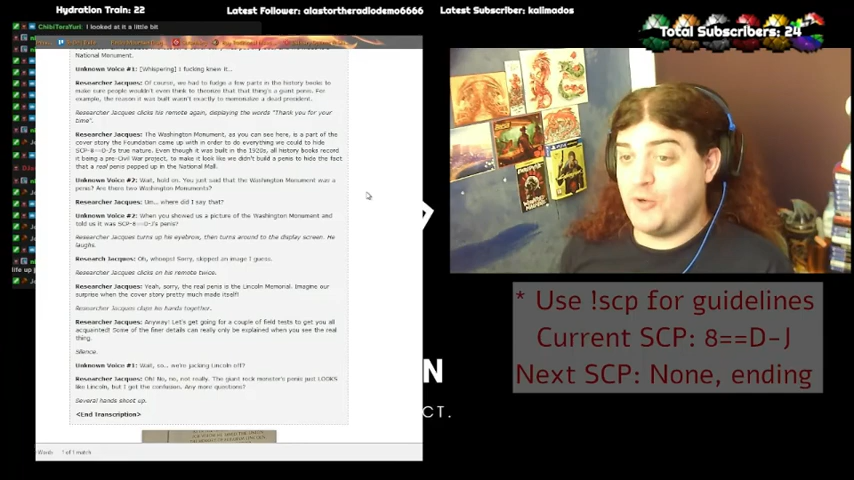 Hydration Train: 22
Latest Follower: alastortheradiodemo6666
Latest Subscriber: kalimados
Total Subscribers: 24
ChibiTeraYuri: I looked at it a little bit
National Monument.
Unknown Voice #1: [Whispering] I fucking knew it..
Researcher Jacques: Of course, we had to fudge a few parts in the history books to
make sure people wouldn't even think to theorize that that thing's a giant penis. For
example, the reason it was built wasn't exactly to memorialize a dead president.
Researcher Jacques clicks his remote again, displaying the words "Thank you for your
time".
Researcher Jacques: The Washington Monument, as you can see here, is a part of the
cover story the Foundation came up with in order to do everything we could to hide
SCP-8==D-J's true nature. Even though it was built in the 1920s, all history books record
it being a pre-Civil War project, to make it look like we didn't build a penis to hide the fact
that a real penis popped up in the National Mall.
Unknown Voice #2: Wait, hold on. You just said that the Washington Monument was a
penis? Are there two Washington Monuments?
Researcher Jacques: Um... where did I say that?
Unknown Voice #2: When you showed us a picture of the Washington Monument and
told us it was SCP-8==D-J's penis?
Researcher Jacques turns up his eyebrow, then turns around to the display screen. He
laughs.
Research Jacques: Oh, whoops! Sorry, skipped an image I guess.
Researcher Jacques clicks on his remote twice.
Researcher Jacques: Yeah, sorry, the real penis is the Lincoln Memorial. Imagine our
surprise when the cover story pretty much made itself!
Researcher Jacques claps his hands together.
Researcher Jacques: Anyway! Let's get going for a couple of field tests to get you all
acquainted! Some of the finer details can really only be explained when you see the real
thing.
Silence.
Unknown Voice #1: Wait, so... we're jacking Lincoln off?
Researcher Jacques: Oh! No, no, not really. The giant rock monster's penis just LOOKS
like Lincoln, but I get the confusion. Any more questions?
Several hands shoot up.
<End Transcription>
1 of 1 match
life up
N
CT.
* Use !scp for guidelines
Current SCP: 8==D-J
Next SCP: None, ending